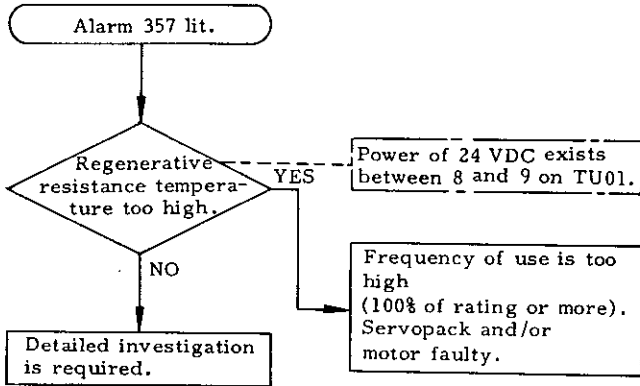 Alarm 357 lit.
Regenerative
resistance tempera-
ture too high.
YES
Power of 24 VDC exists
between 8 and 9 on TU01.
NO
Frequency of use is too
high
(100% of rating or more).
Servopack and/or
motor faulty.
Detailed investigation
is required.